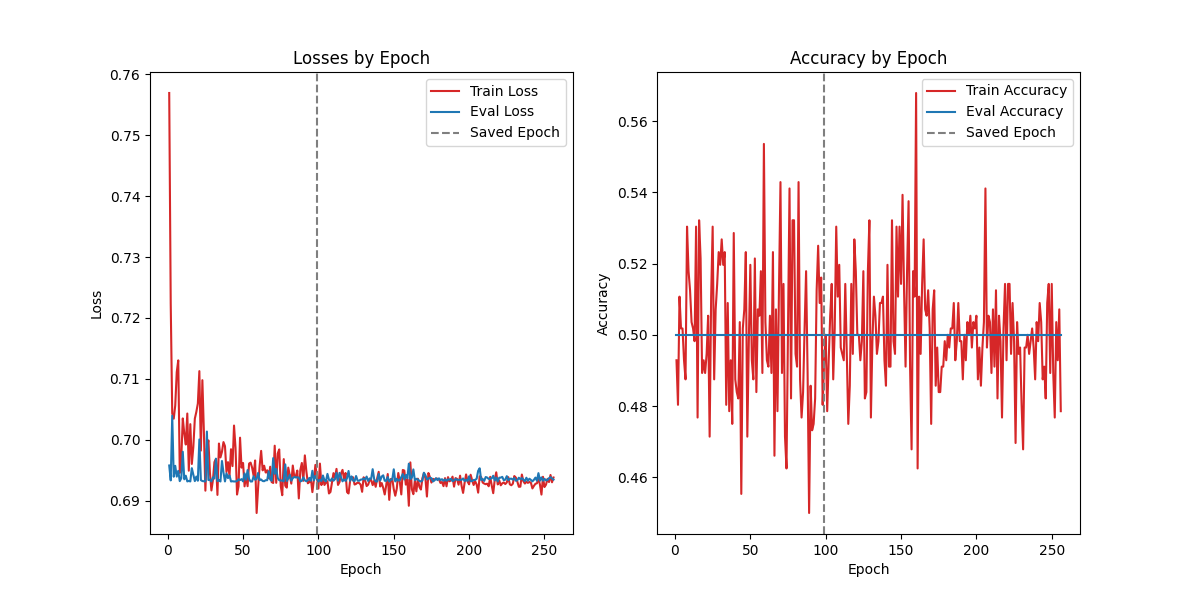 Losses by Epoch
0.76
0.75
0.74
0.73
0.72
0.71
0.70
0.69
Loss
0 50 100 150 200 250
Epoch
Train Loss
Eval Loss
Saved Epoch
Accuracy by Epoch
0.56
0.54
0.52
0.50
0.48
0.46
Accuracy
0 50 100 150 200 250
Epoch
Train Accuracy
Eval Accuracy
Saved Epoch